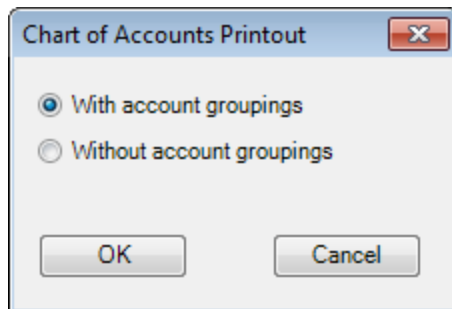 Chart of Accounts Printout
With account groupings
Without account groupings
OK Cancel